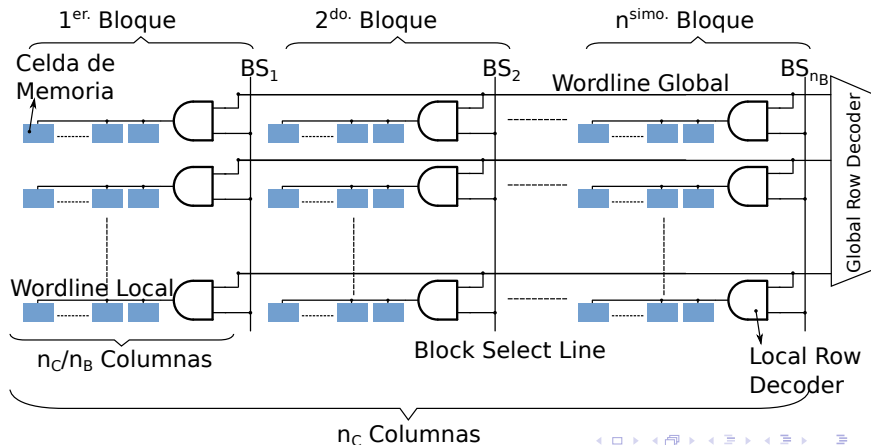 1er. Bloque
2do. Bloque
nsimo. Bloque
Celda de
Memoria
BS1
BS2
BSnB
Wordline Global
Global Row Decoder
Wordline Local
nC/nB Columnas
Block Select Line
Local Row
Decoder
nC Columnas